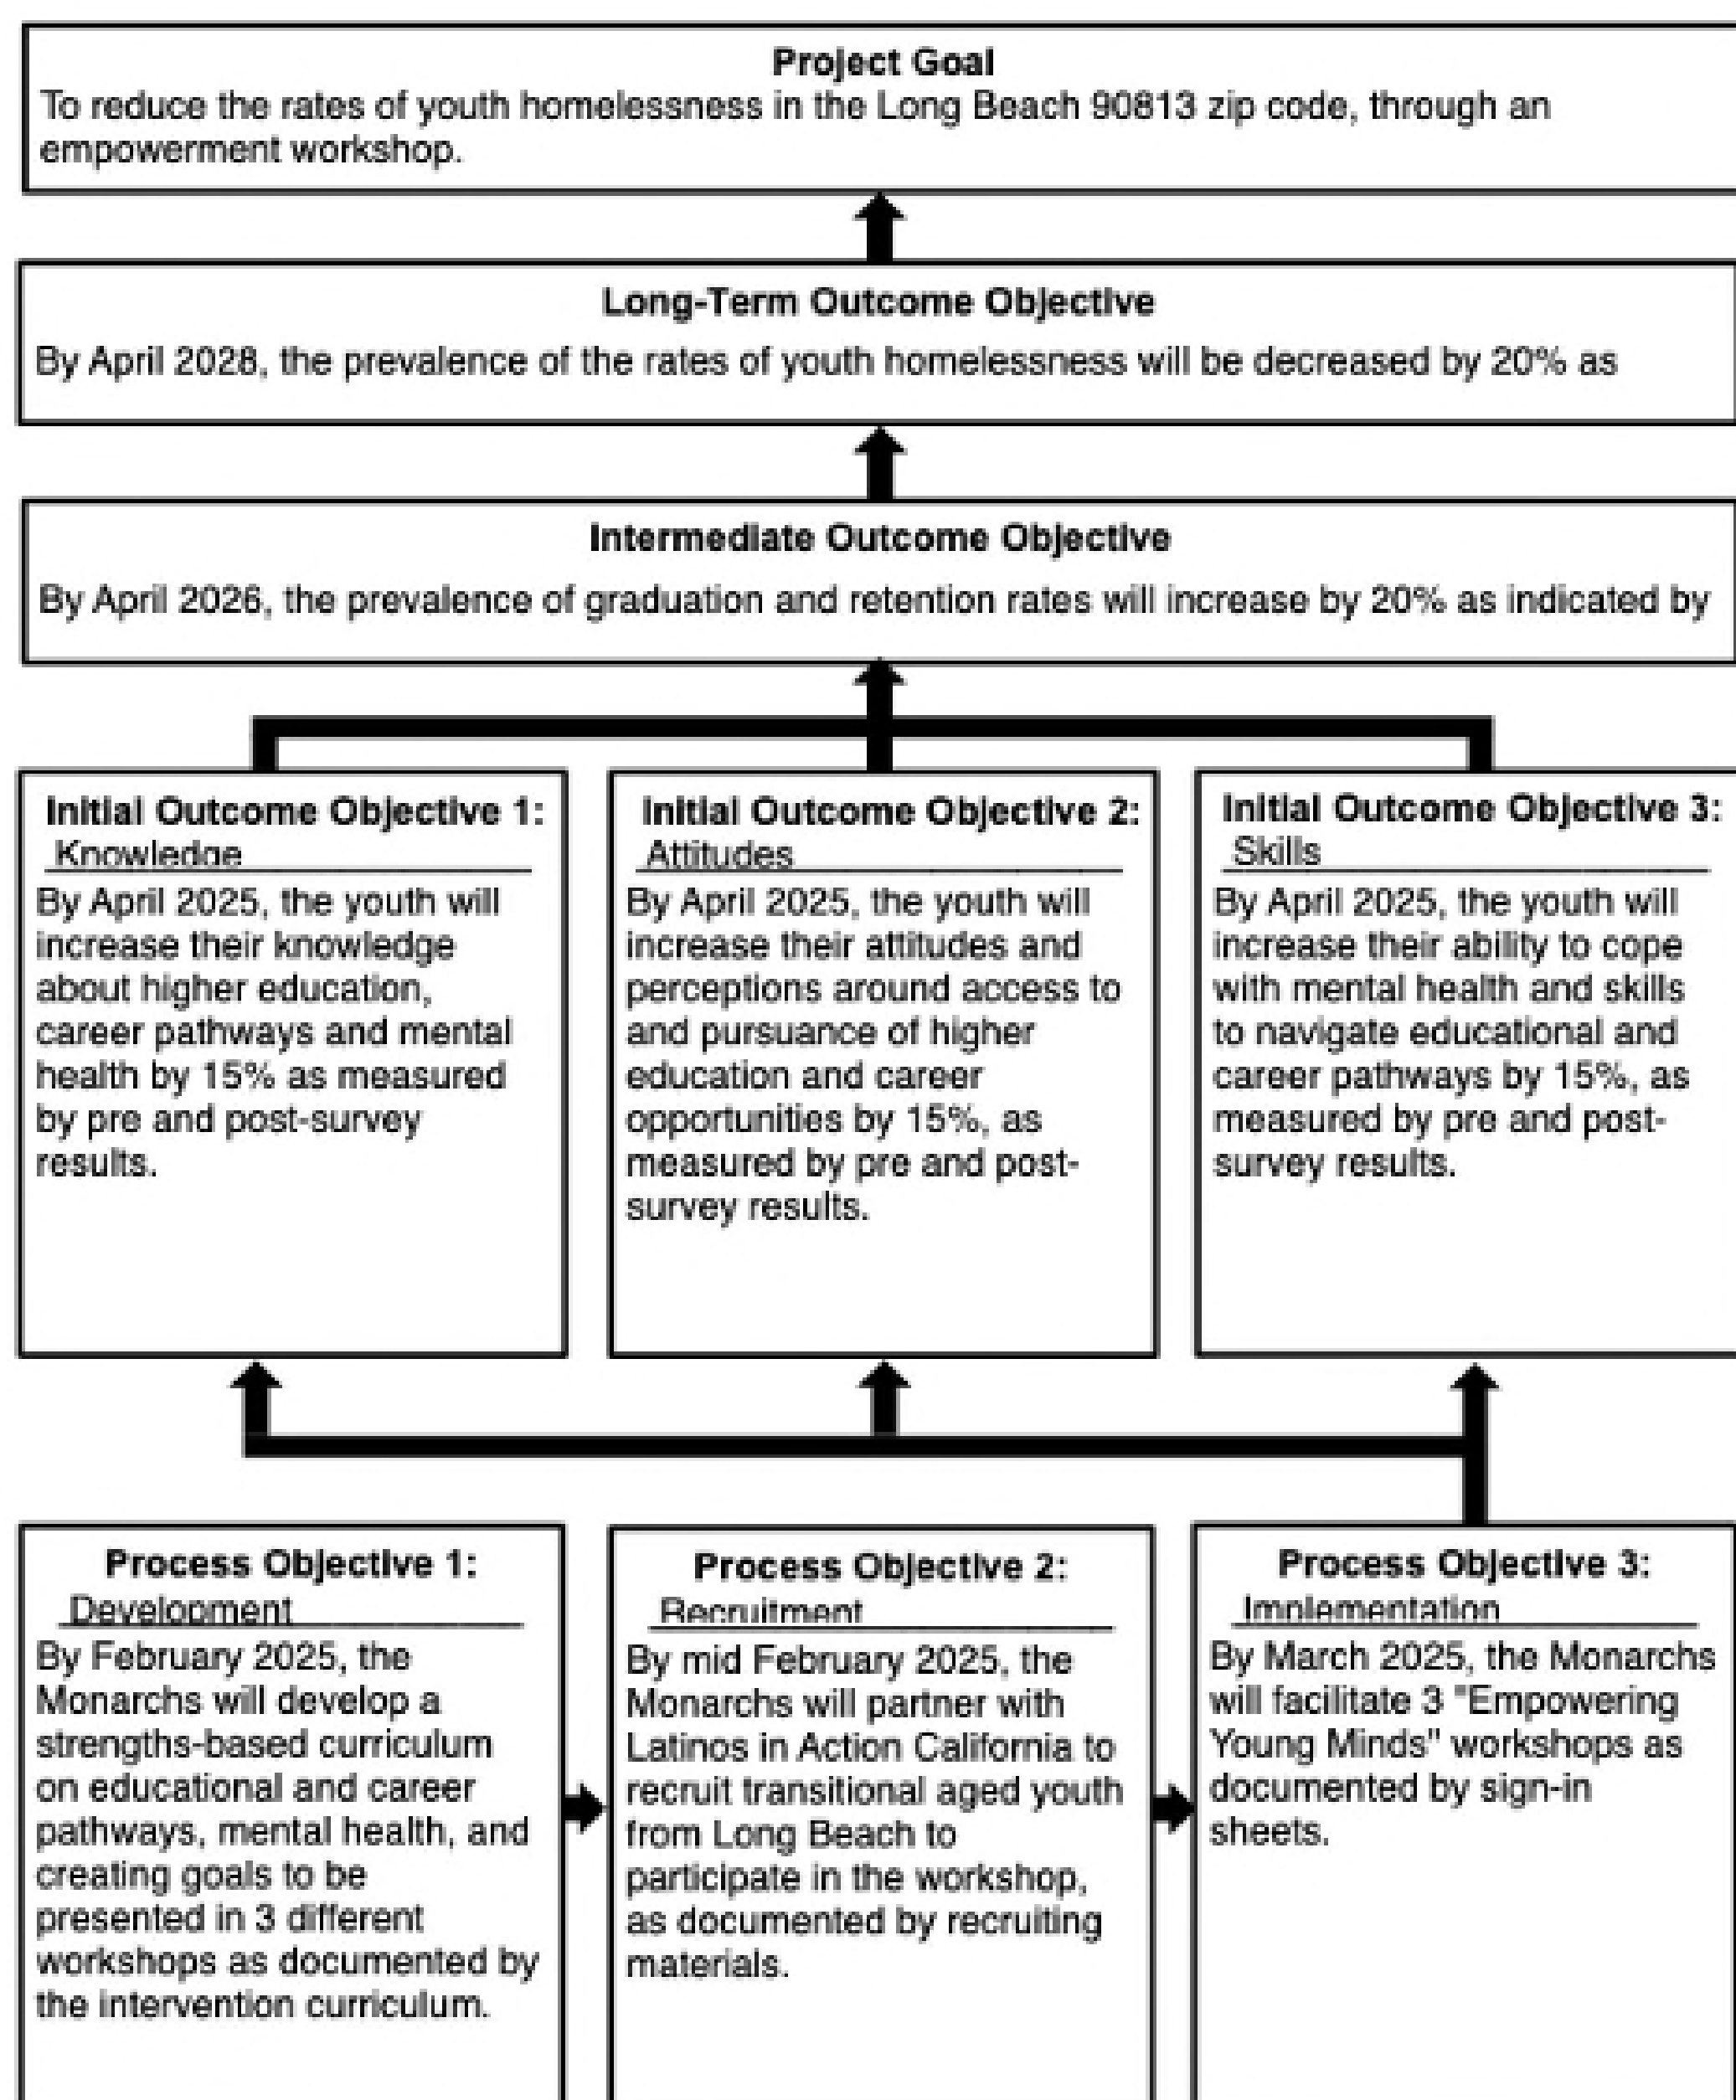 Project Goal
To reduce the rates of youth homelessness in the Long Beach 90813 zip code, through an
empowerment workshop.
Long-Term Outcome Objective
By April 2028, the prevalence of the rates of youth homelessness will be decreased by 20% as
Intermediate Outcome Objective
By April 2026, the prevalence of graduation and retention rates will increase by 20% as indicated by
Initial Outcome Objective 1:
Knowledge
By April 2025, the youth will
increase their knowledge
about higher education,
career pathways and mental
health by 15% as measured
by pre and post-survey
results.
Initial Outcome Objective 2:
Attitudes
By April 2025, the youth will
increase their attitudes and
perceptions around access to
and pursuance of higher
education and career
opportunities by 15%, as
measured by pre and post-
survey results.
Initial Outcome Objective 3:
Skills
By April 2025, the youth will
increase their ability to cope
with mental health and skills
to navigate educational and
career pathways by 15%, as
measured by pre and post-
survey results.
Process Objective 1:
Development
By February 2025, the
Monarchs will develop a
strengths-based curriculum
on educational and career
pathways, mental health, and
creating goals to be
presented in 3 different
workshops as documented by
the intervention curriculum.
Process Objective 2:
Recruitment
By mid February 2025, the
Monarchs will partner with
Latinos in Action California to
recruit transitional aged youth
from Long Beach to
participate in the workshop,
as documented by recruiting
materials.
Process Objective 3:
Implementation
By March 2025, the Monarchs
will facilitate 3 "Empowering
Young Minds" workshops as
documented by sign-in
sheets.